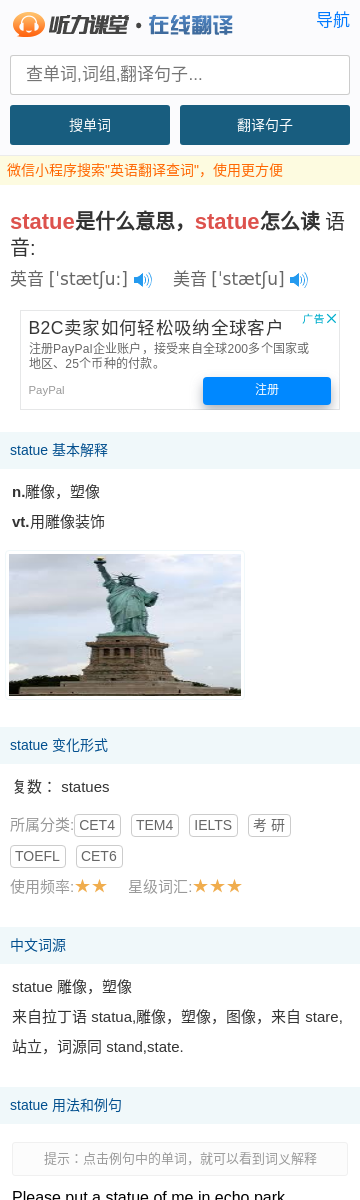 听力课堂·在线翻译
导航
查单词,词组,翻译句子...
搜单词
翻译句子
微信小程序搜索"英语翻译查词"，使用更方便
statue是什么意思，statue怎么读 语
音:
英音 [ˈstætʃuː] 美音 [ˈstætʃu]
广告
B2C卖家如何轻松吸纳全球客户
注册PayPal企业账户，接受来自全球200多个国家或
地区、25个币种的付款。
PayPal
注册
statue 基本解释
n.雕像，塑像
vt.用雕像装饰
statue 变化形式
复数： statues
所属分类:CET4 TEM4 IELTS 考 研
TOEFL CET6
使用频率:★★ 星级词汇:★★★
中文词源
statue 雕像，塑像
来自拉丁语 statua,雕像，塑像，图像，来自 stare,
站立，词源同 stand,state.
statue 用法和例句
提示：点击例句中的单词，就可以看到词义解释
Please put a statue of me in echo park